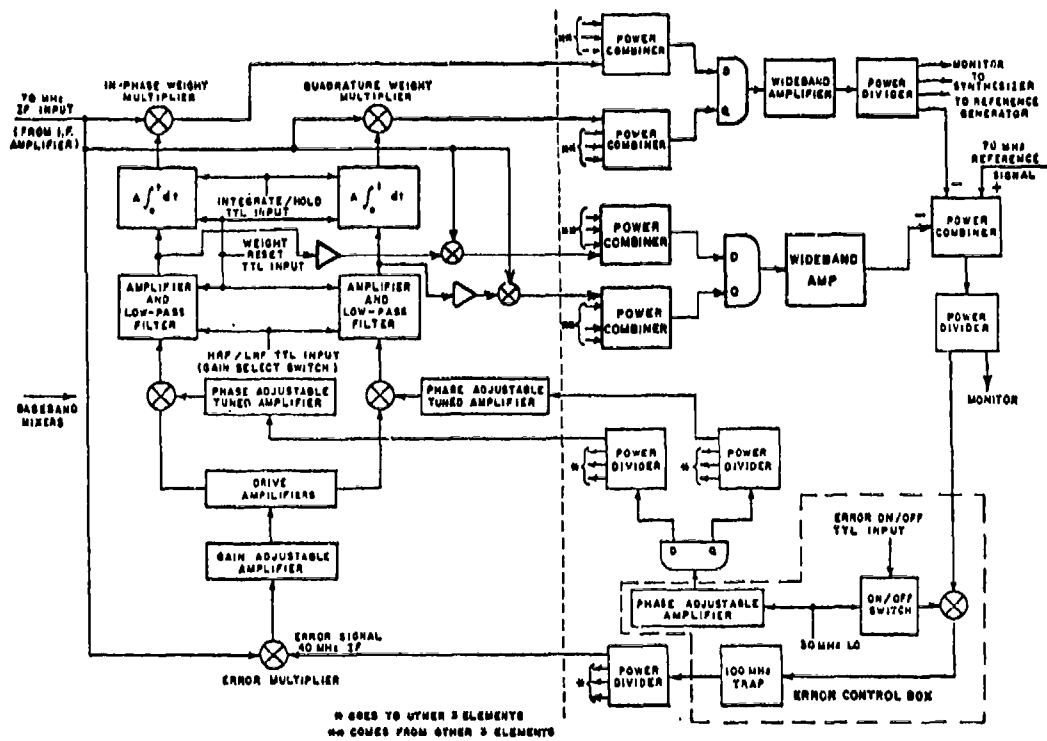 IN-PHASE WEIGHT
MULTIPLIER
QUADRATURE WEIGHT
MULTIPLIER
70 MHz
IF INPUT
(FROM I.F.
AMPLIFIER)
**
POWER
COMBINER
**
POWER
COMBINER
D
Q
WIDEBAND
AMPLIFIER
POWER
DIVIDER
MONITOR
TO
SYNTHESIZER
TO REFERENCE
GENERATOR
70 MHz
REFERENCE
SIGNAL
- +
-
POWER
COMBINER
A∫ dt
A∫ dt
INTEGRATE/HOLD
TTL INPUT
WEIGHT
RESET
TTL INPUT
AMPLIFIER
AND
LOW-PASS
FILTER
AMPLIFIER
AND
LOW-PASS
FILTER
**
POWER
COMBINER
**
POWER
COMBINER
D
Q
WIDEBAND
AMP
POWER
DIVIDER
MONITOR
HRF/LRF TTL INPUT
(GAIN SELECT SWITCH)
PHASE ADJUSTABLE
TUNED AMPLIFIER
PHASE ADJUSTABLE
TUNED AMPLIFIER
BASEBAND
MIXERS
*
POWER
DIVIDER
*
POWER
DIVIDER
DRIVE
AMPLIFIERS
D Q
GAIN ADJUSTABLE
AMPLIFIER
ERROR ON/OFF
TTL INPUT
PHASE ADJUSTABLE
AMPLIFIER
ON/OFF
SWITCH
30MHz LO
ERROR SIGNAL
40 MHz IF
ERROR MULTIPLIER
*
POWER
DIVIDER
100 MHz
TRAP
ERROR CONTROL BOX
* GOES TO OTHER 3 ELEMENTS
** COMES FROM OTHER 3 ELEMENTS